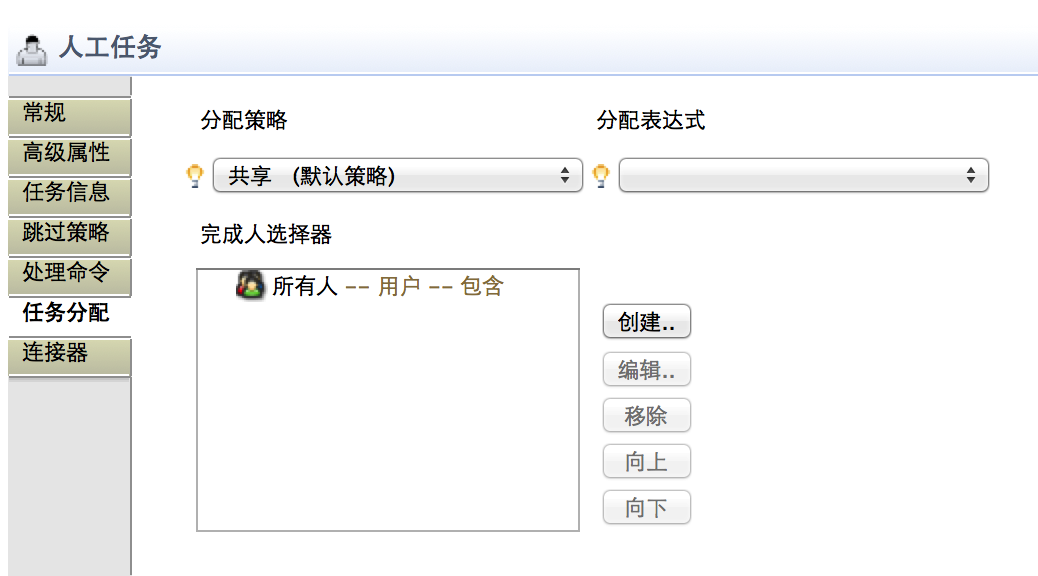 人工任务
常规
高级属性
任务信息
跳过策略
处理命令
任务分配
连接器
分配策略
分配表达式
共享 (默认策略)
完成人选择器
所有人 -- 用户 -- 包含
创建..
编辑..
移除
向上
向下